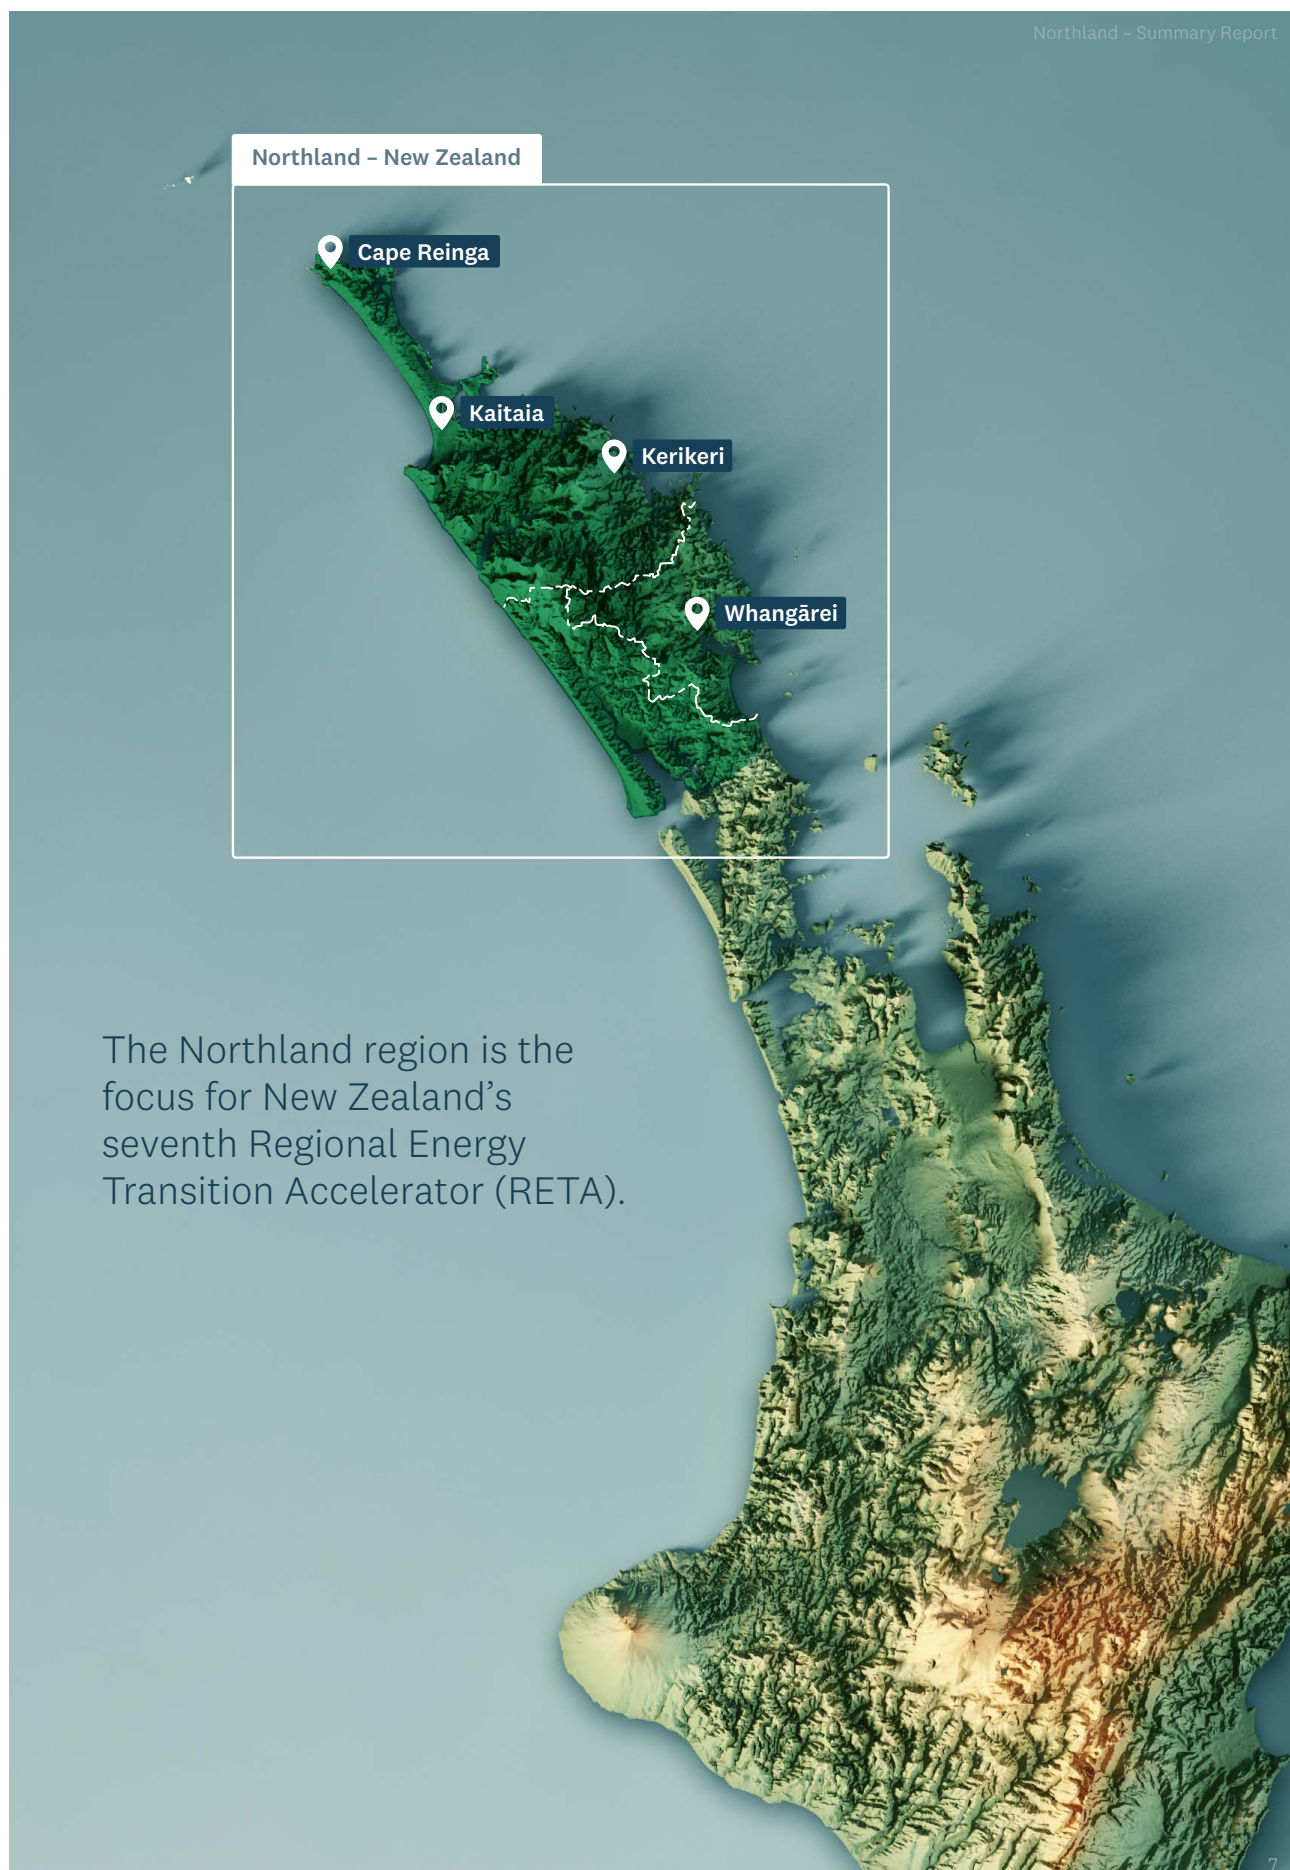 Northland – Summary Report
Northland – New Zealand
Cape Reinga
Kaitaia
Kerikeri
Whangārei
The Northland region is the
focus for New Zealand’s
seventh Regional Energy
Transition Accelerator (RETA).
7